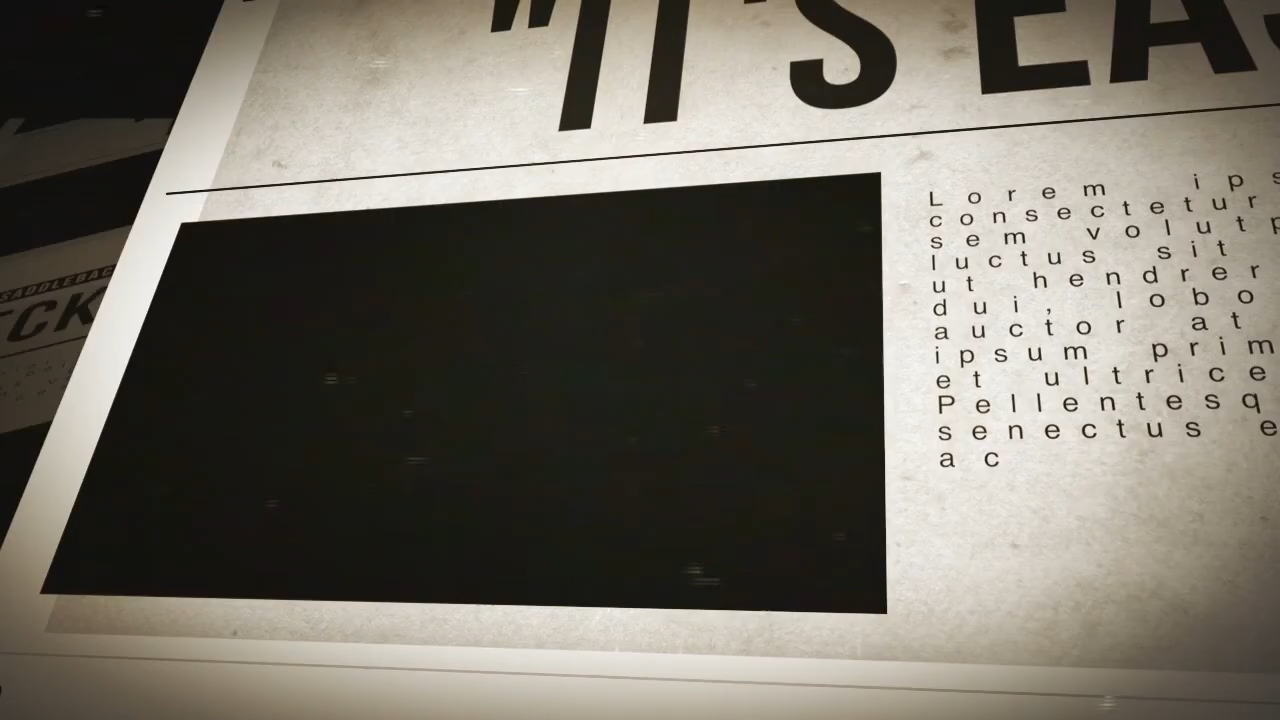 "IT'S EAS
SADDLEBAC
CK
Lorem ips
consectetur
sem volutp
luctus sit
ut hendrer
dui, lobo
auctor at
ipsum prim
et ultrice
Pellentesq
senectus e
ac